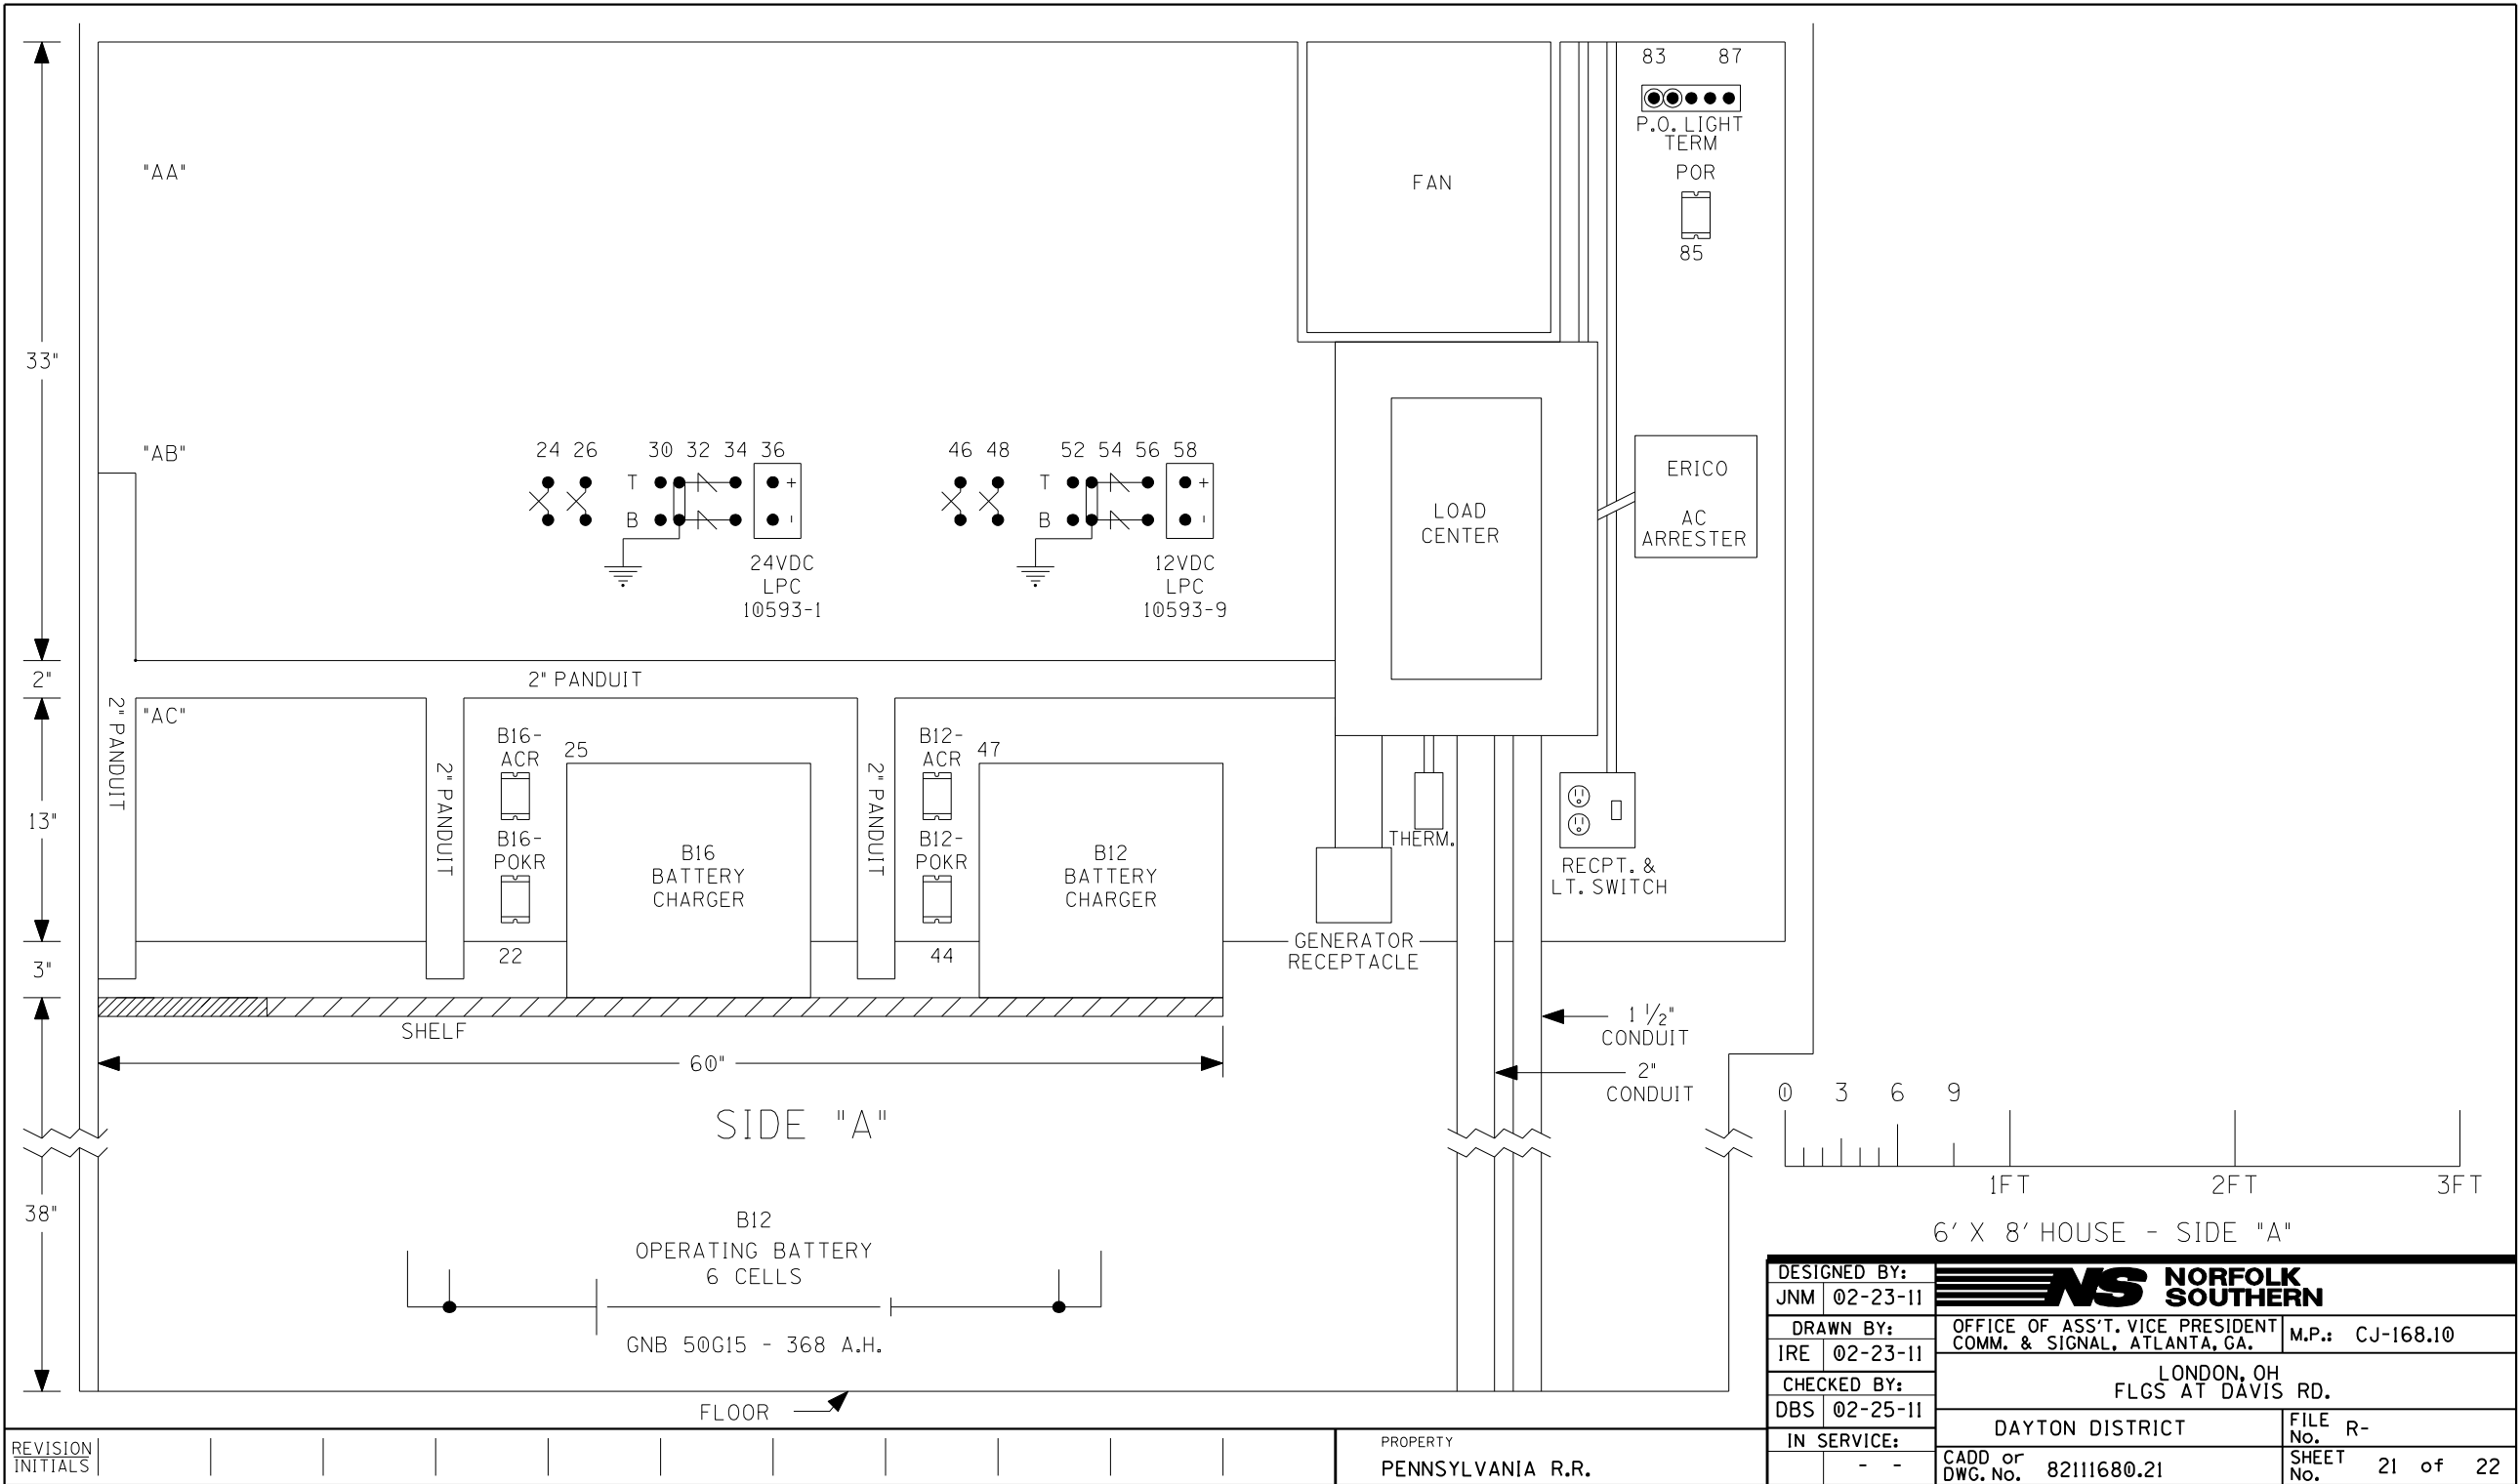 33"
2"
13"
3"
38"
"AA"
"AB"
"AC"
FAN
83 87
P.O. LIGHT
TERM
POR
85
24 26 30 32 34 36
T
B
+
-
24VDC
LPC
10593-1
46 48 52 54 56 58
T
B
+
-
12VDC
LPC
10593-9
LOAD
CENTER
ERICO
AC
ARRESTER
2" PANDUIT
2" PANDUIT
2" PANDUIT
2" PANDUIT
B16-
ACR
25
B16-
POKR
22
B16
BATTERY
CHARGER
B12-
ACR
47
B12-
POKR
44
B12
BATTERY
CHARGER
THERM.
RECPT. &
LT. SWITCH
GENERATOR
RECEPTACLE
SHELF
60"
1 1/2"
CONDUIT
2"
CONDUIT
SIDE "A"
0 3 6 9
1FT 2FT 3FT
6' X 8' HOUSE - SIDE "A"
B12
OPERATING BATTERY
6 CELLS
GNB 50G15 - 368 A.H.
FLOOR
REVISION
INITIALS
PROPERTY
PENNSYLVANIA R.R.
DESIGNED BY:
JNM 02-23-11
DRAWN BY:
IRE 02-23-11
CHECKED BY:
DBS 02-25-11
IN SERVICE:
- -
NS NORFOLK
SOUTHERN
OFFICE OF ASS'T. VICE PRESIDENT
COMM. & SIGNAL, ATLANTA, GA.
M.P.: CJ-168.10
LONDON, OH
FLGS AT DAVIS RD.
DAYTON DISTRICT
FILE
No. R-
CADD or
DWG. No. 82111680.21
SHEET
No. 21 of 22